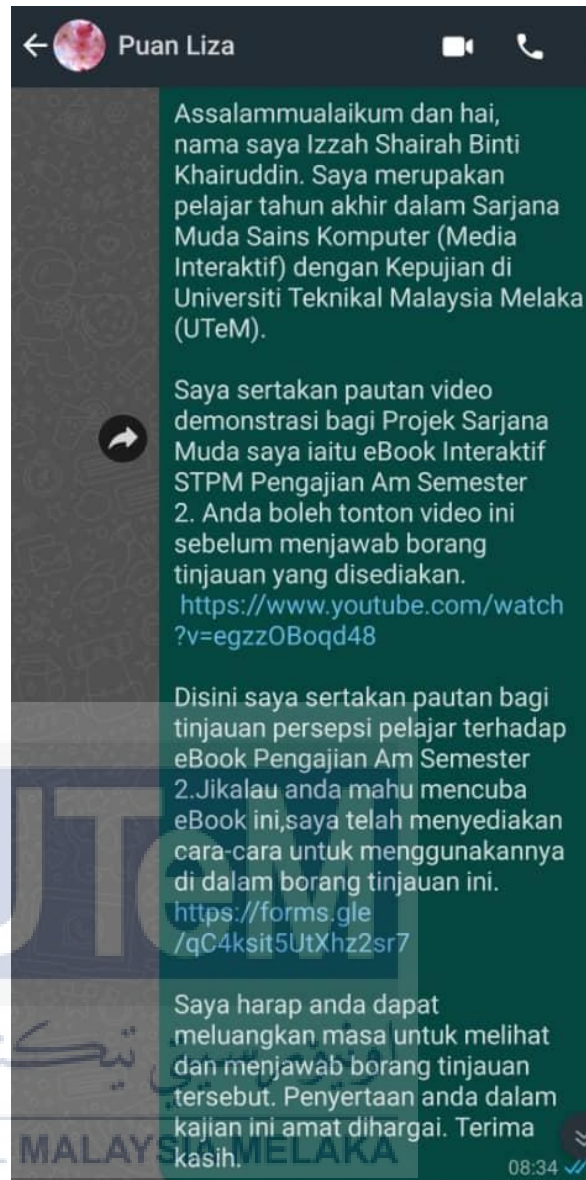 Puan Liza
Assalammualaikum dan hai,
nama saya Izzah Shairah Binti
Khairuddin. Saya merupakan
pelajar tahun akhir dalam Sarjana
Muda Sains Komputer (Media
Interaktif) dengan Kepujian di
Universiti Teknikal Malaysia Melaka
(UTeM).
Saya sertakan pautan video
demonstrasi bagi Projek Sarjana
Muda saya iaitu eBook Interaktif
STPM Pengajian Am Semester
2. Anda boleh tonton video ini
sebelum menjawab borang
tinjauan yang disediakan.
https://www.youtube.com/watch
?v=egzzOBoqd48
Disini saya sertakan pautan bagi
tinjauan persepsi pelajar terhadap
eBook Pengajian Am Semester
2.Jikalau anda mahu mencuba
eBook ini,saya telah menyediakan
cara-cara untuk menggunakannya
di dalam borang tinjauan ini.
https://forms.gle
/qC4ksit5UtXhz2sr7
Saya harap anda dapat
meluangkan masa untuk melihat
dan menjawab borang tinjauan
tersebut. Penyertaan anda dalam
kajian ini amat dihargai. Terima
kasih.
08:34
UTeM
MALAYSIA MELAKA